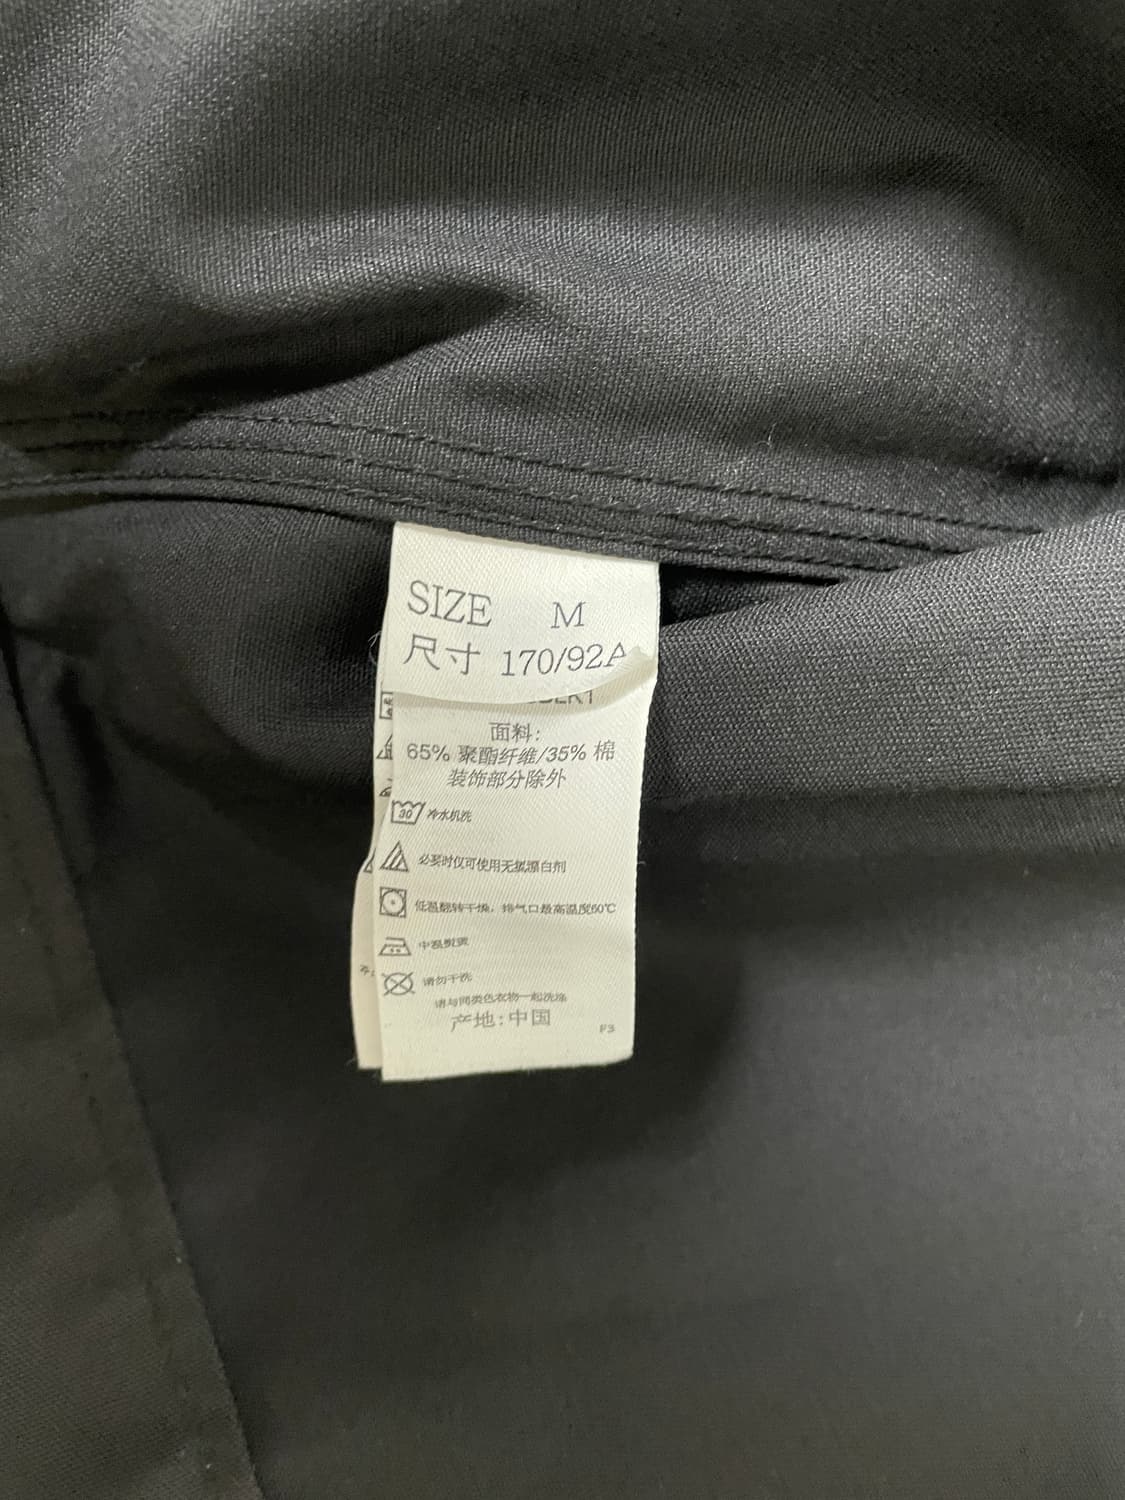 SIZE M
尺寸 170/92A
面料:
65% 聚酯纤维/35% 棉
装饰部分除外
30 冷水机洗
必要时仅可使用无氯漂白剂
低温翻转干燥，排气口最高温度60℃
中温熨烫
请勿干洗
请与同类色衣物一起洗涤
产地:中国
F3